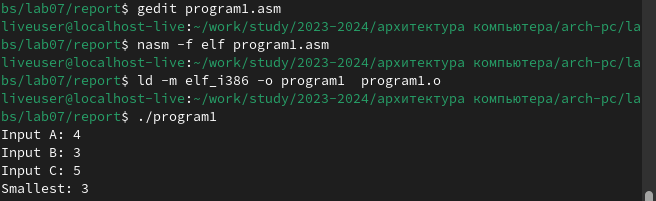 bs/lab07/report$ gedit program1.asm
liveuser@localhost-live:~/work/study/2023-2024/архитектура компьютера/arch-pc/la
bs/lab07/report$ nasm -f elf program1.asm
liveuser@localhost-live:~/work/study/2023-2024/архитектура компьютера/arch-pc/la
bs/lab07/report$ ld -m elf_i386 -o program1  program1.o
liveuser@localhost-live:~/work/study/2023-2024/архитектура компьютера/arch-pc/la
bs/lab07/report$ ./program1
Input A: 4
Input B: 3
Input C: 5
Smallest: 3